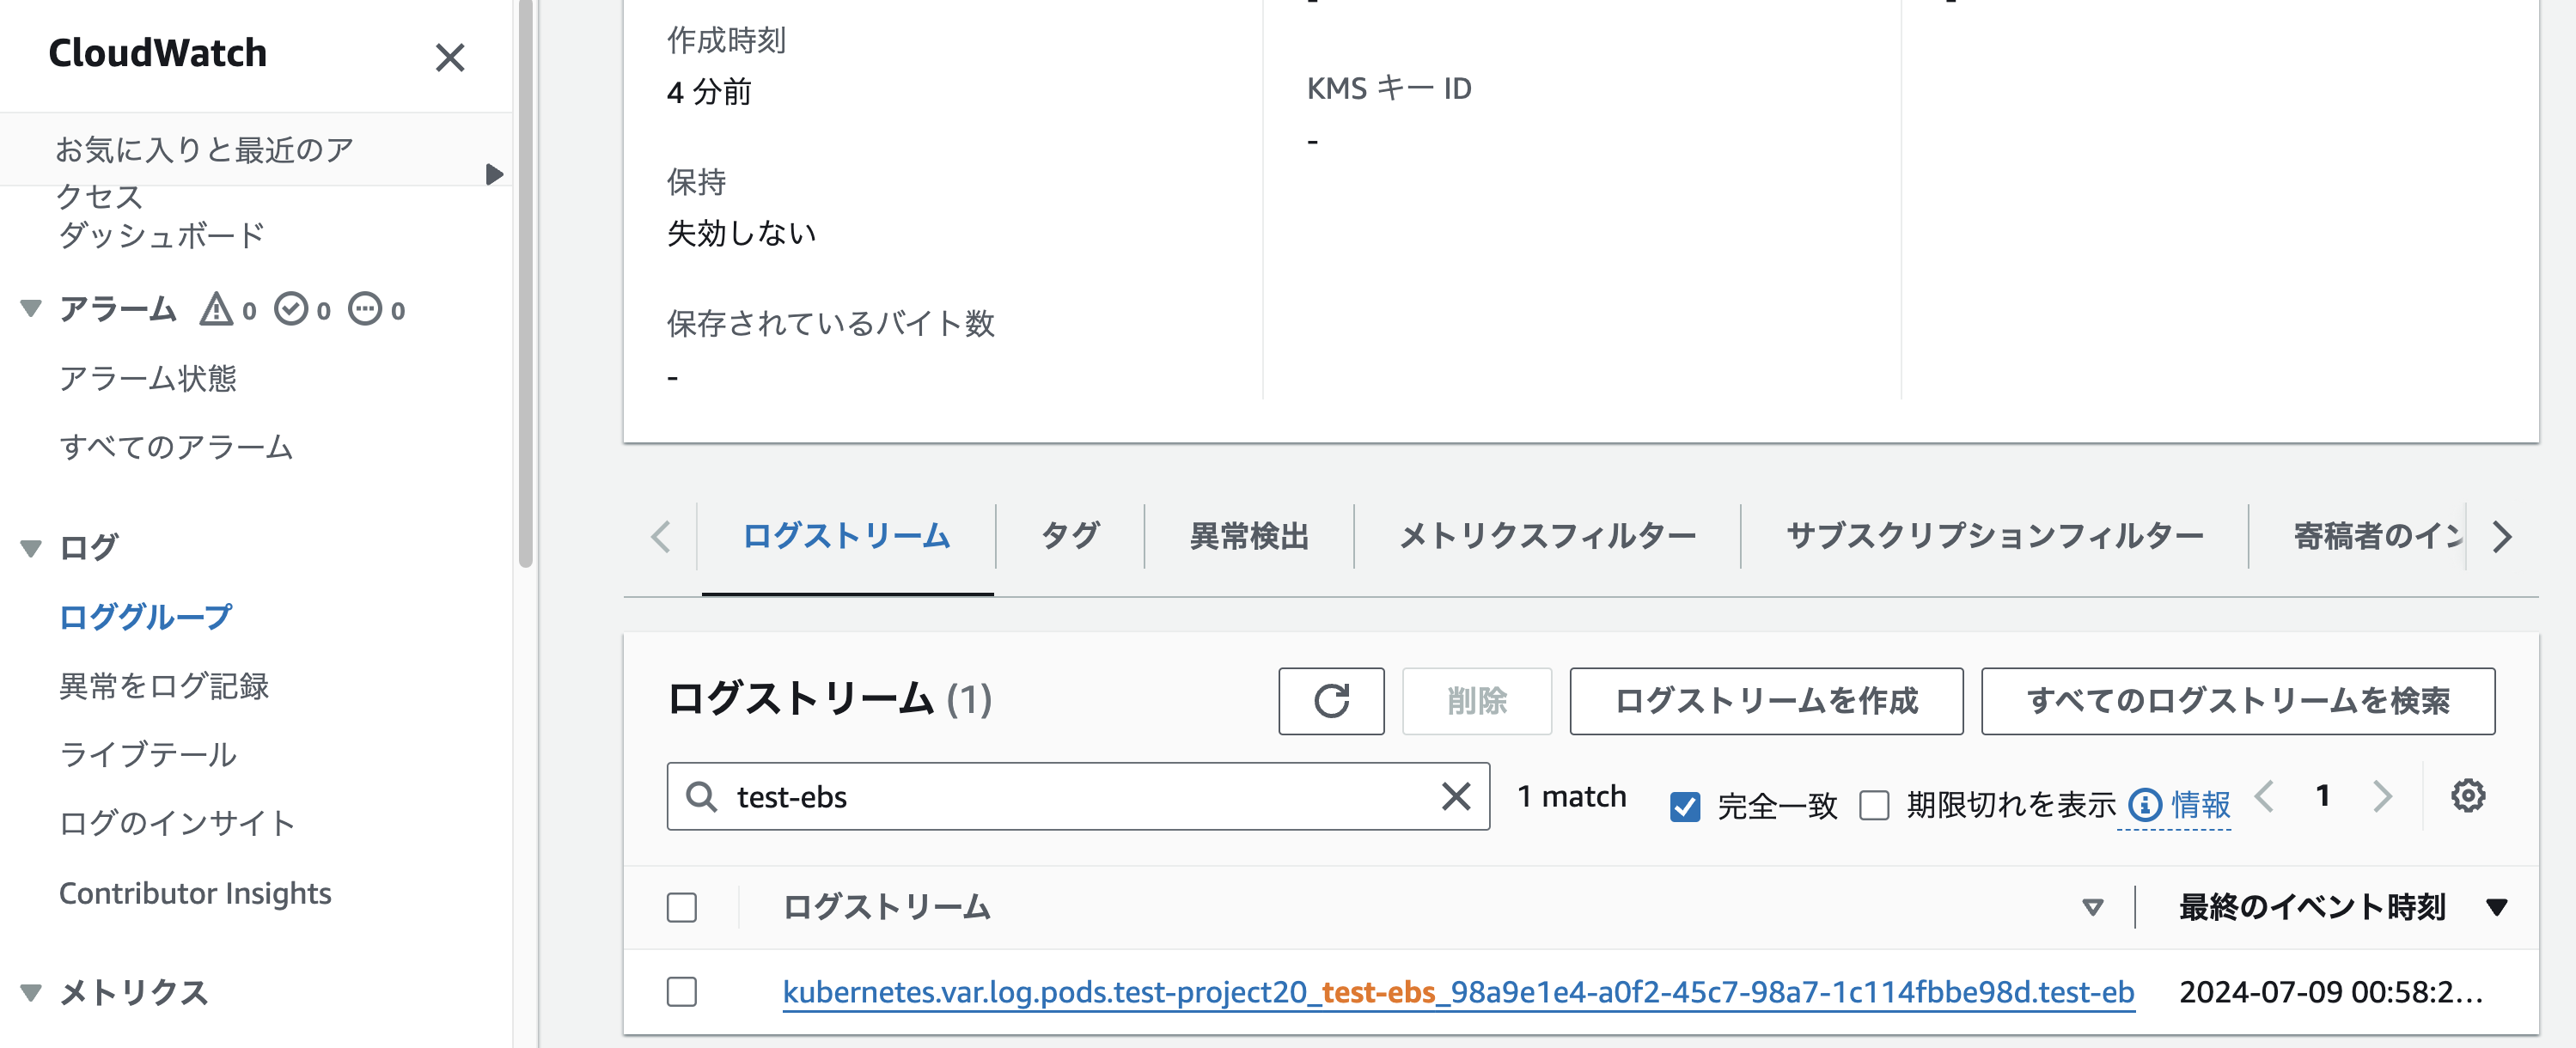 CloudWatch
お気に入りと最近のア
クセス
ダッシュボード
アラーム 0 0 0
アラーム状態
すべてのアラーム
ログ
ロググループ
異常をログ記録
ライブテール
ログのインサイト
Contributor Insights
メトリクス
作成時刻
4 分前
保持
失効しない
保存されているバイト数
-
KMS キー ID
-
ログストリーム
タグ
異常検出
メトリクスフィルター
サブスクリプションフィルター
寄稿者のイン
ログストリーム (1)
削除
ログストリームを作成
すべてのログストリームを検索
test-ebs
1 match
完全一致
期限切れを表示
情報
1
ログストリーム
最終のイベント時刻
kubernetes.var.log.pods.test-project20_test-ebs_98a9e1e4-a0f2-45c7-98a7-1c114fbbe98d.test-eb
2024-07-09 00:58:2...